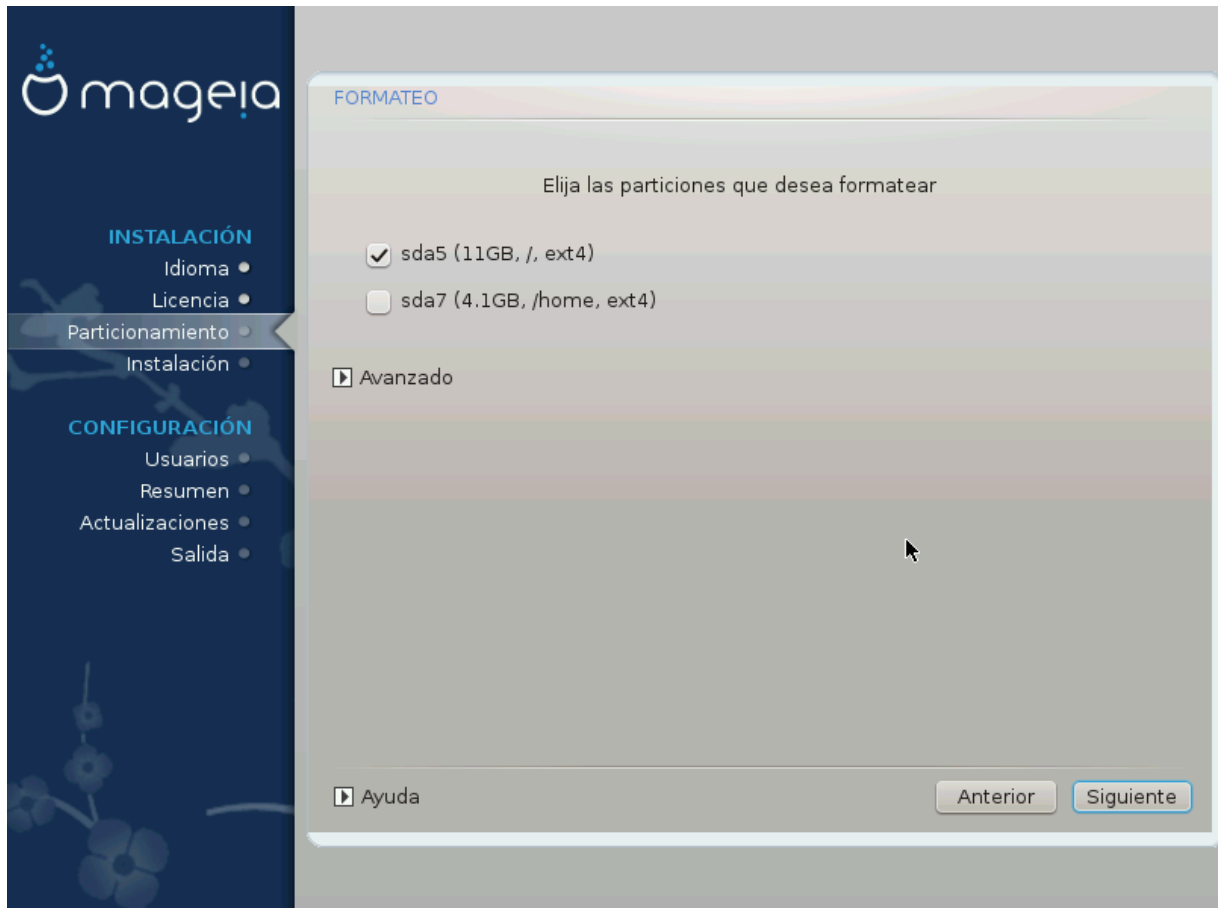 mageia
INSTALACIÓN
Idioma
Licencia
Particionamiento
Instalación
CONFIGURACIÓN
Usuarios
Resumen
Actualizaciones
Salida
FORMATEO
Elija las particiones que desea formatear
sda5 (11GB, /, ext4)
sda7 (4.1GB, /home, ext4)
Avanzado
Ayuda
Anterior
Siguiente